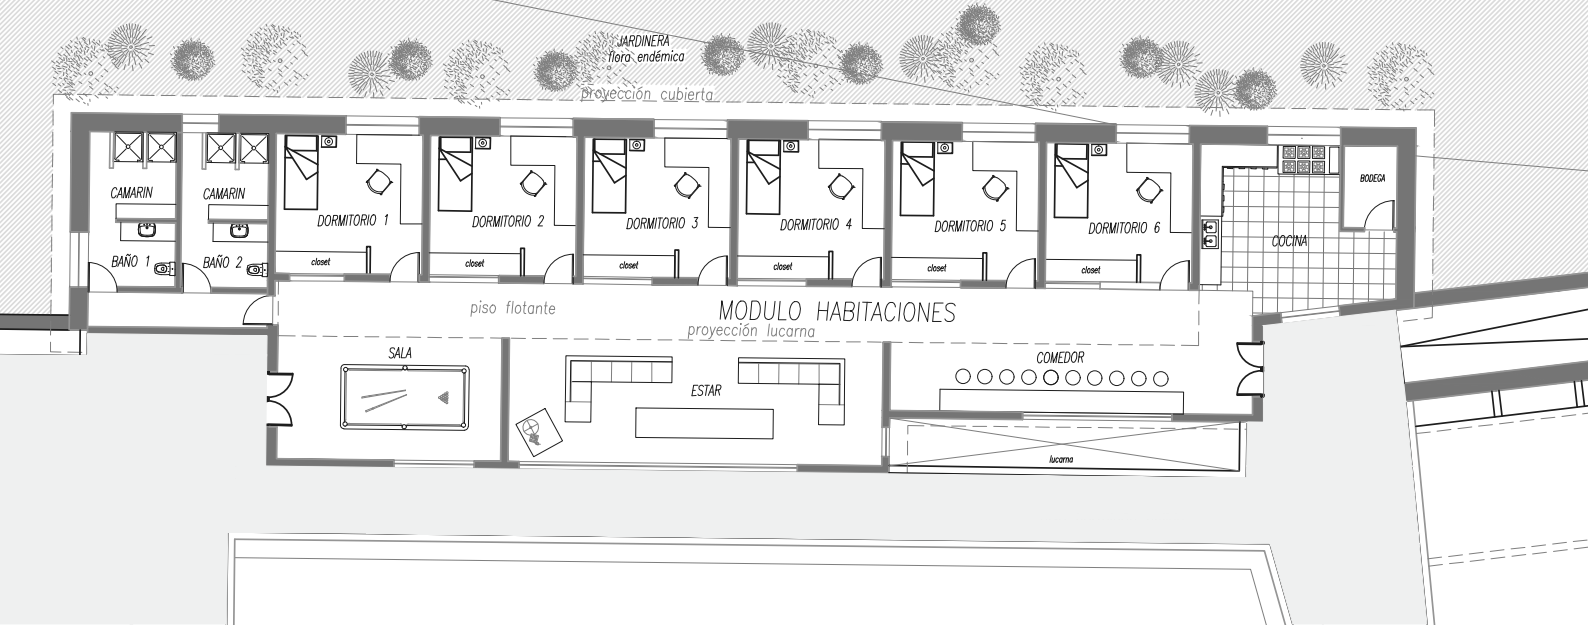 JARDINERA
flora endémica
proyección cubierta
CAMARIN
CAMARIN
BODEGA
DORMITORIO 1
DORMITORIO 2
DORMITORIO 3
DORMITORIO 4
DORMITORIO 5
DORMITORIO 6
COCINA
BAÑO 1
BAÑO 2
closet
closet
closet
closet
closet
closet
piso flotante
MODULO HABITACIONES
proyección lucarna
SALA
ESTAR
COMEDOR
lucarna